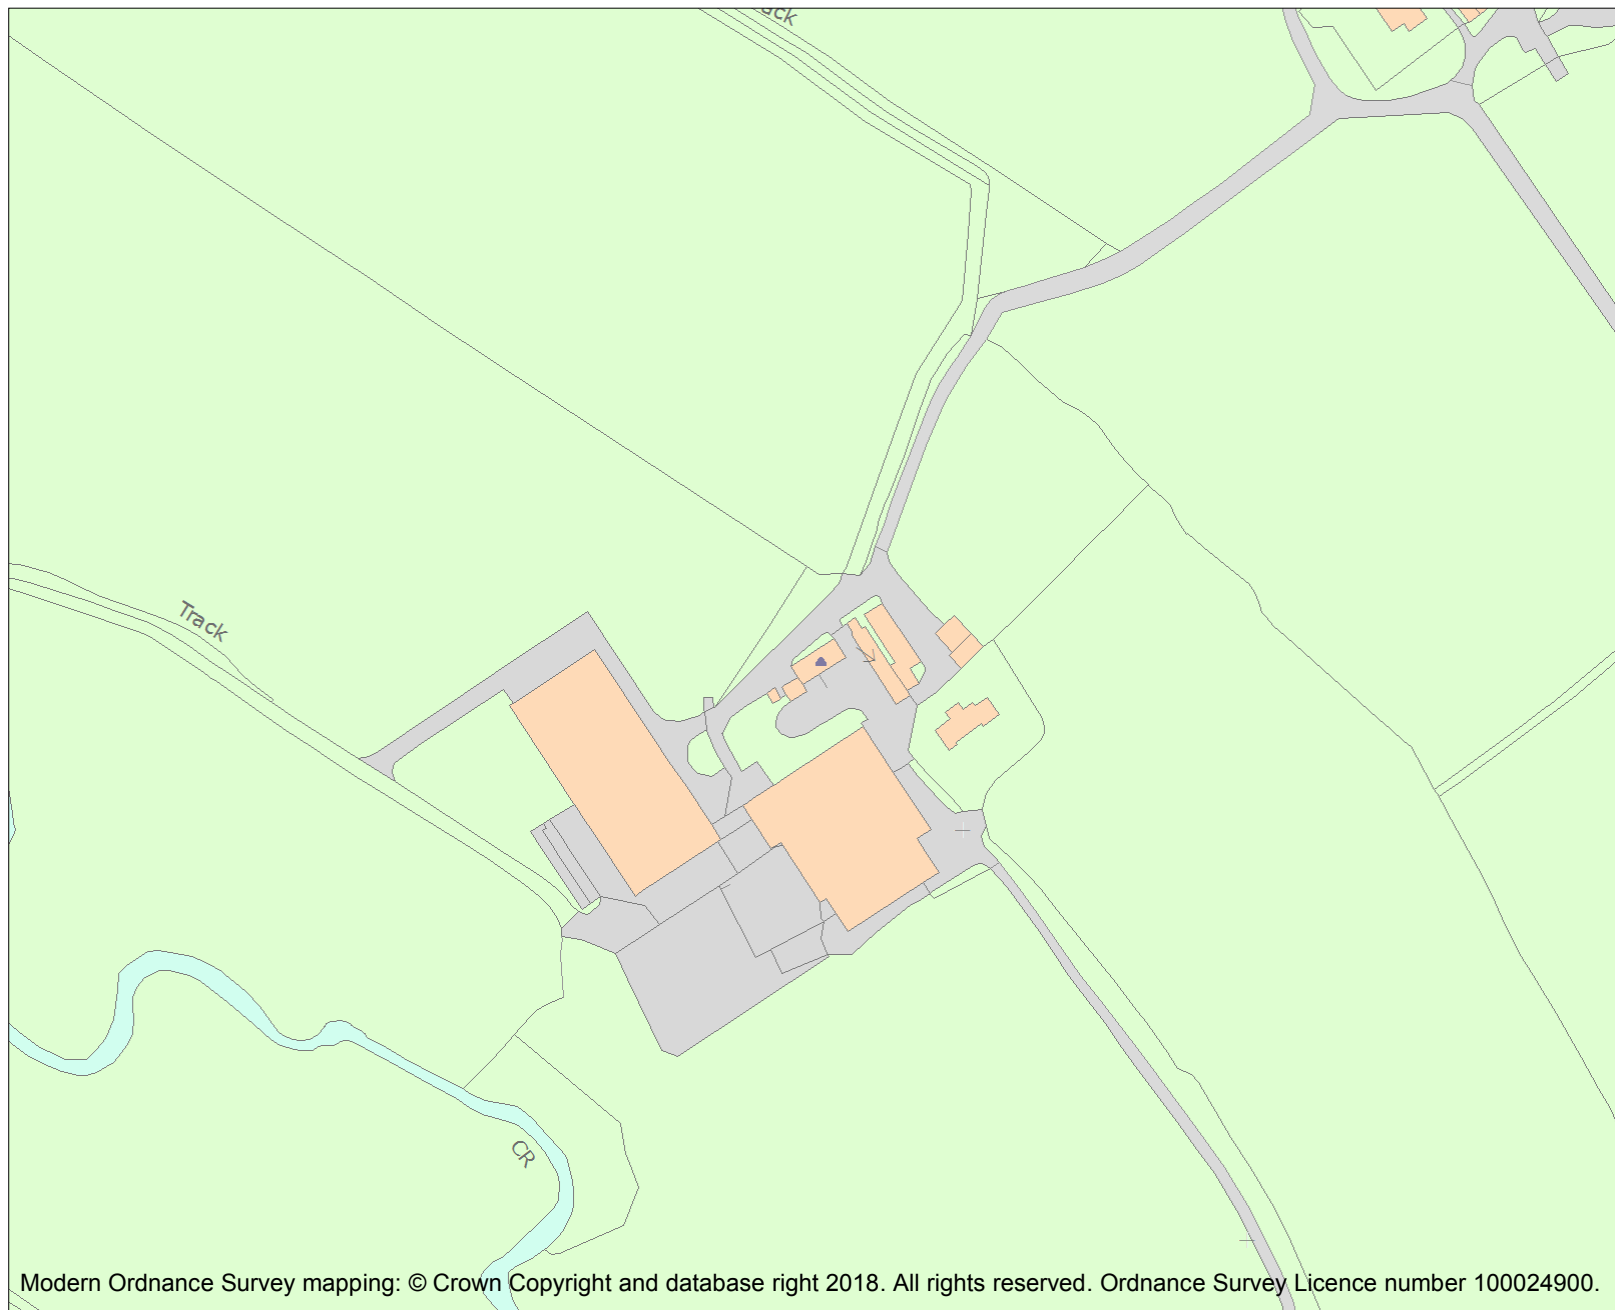 Track
CR
Modern Ordnance Survey mapping: © Crown Copyright and database right 2018. All rights reserved. Ordnance Survey Licence number 100024900.